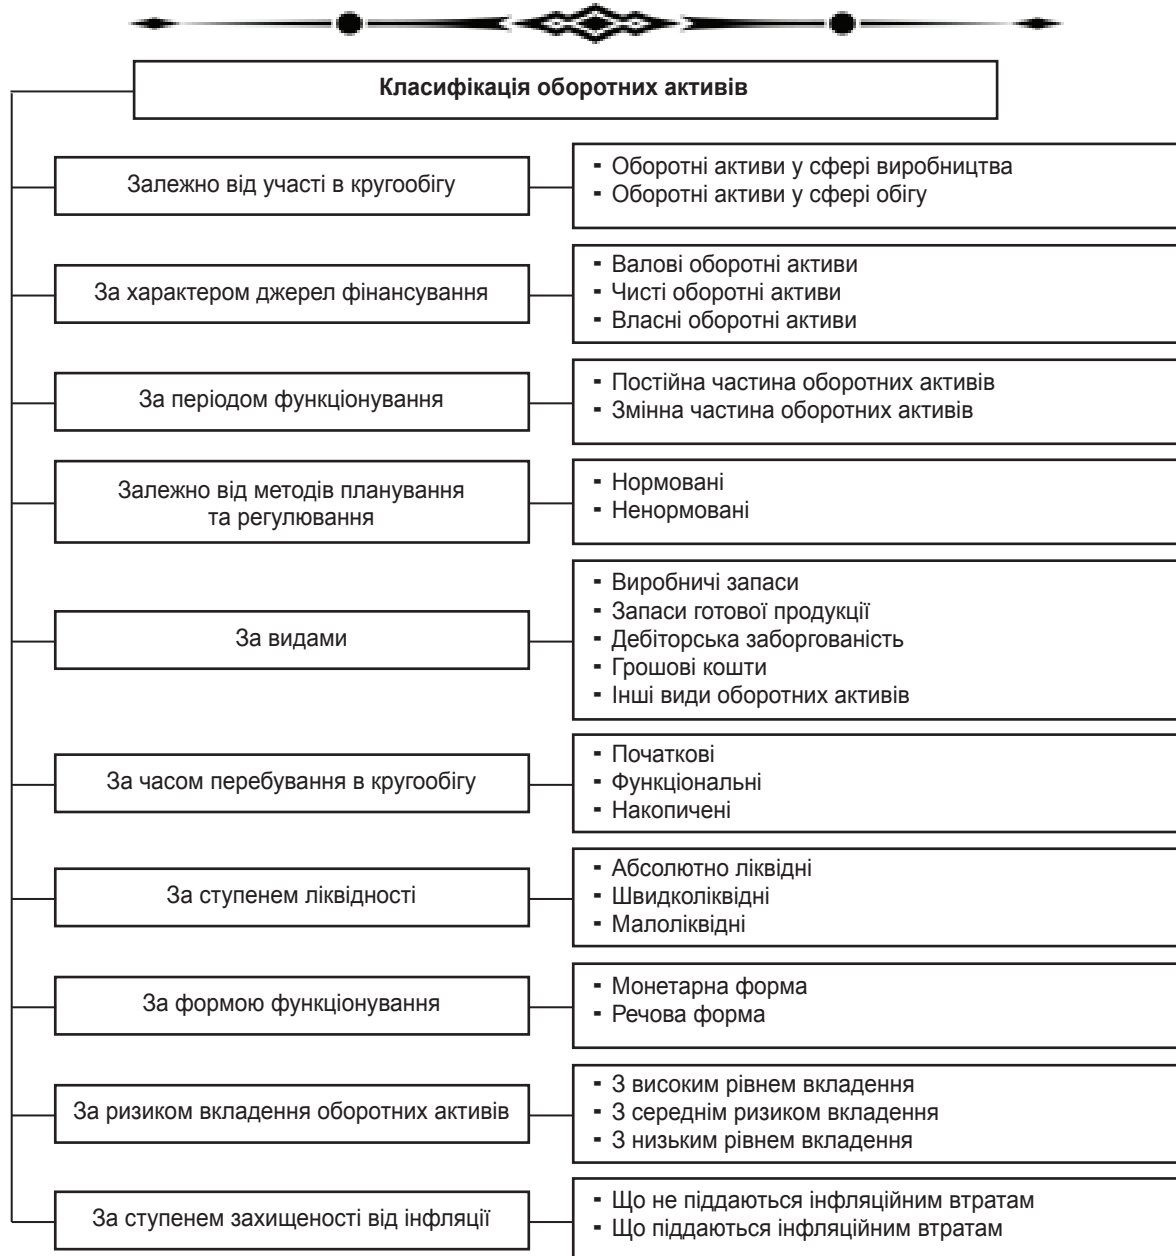 Класифікація оборотних активів
Залежно від участі в кругообігу
- Оборотні активи у сфері виробництва
- Оборотні активи у сфері обігу
За характером джерел фінансування
- Валові оборотні активи
- Чисті оборотні активи
- Власні оборотні активи
За періодом функціонування
- Постійна частина оборотних активів
- Змінна частина оборотних активів
Залежно від методів планування
та регулювання
- Нормовані
- Ненормовані
За видами
- Виробничі запаси
- Запаси готової продукції
- Дебіторська заборгованість
- Грошові кошти
- Інші види оборотних активів
За часом перебування в кругообігу
- Початкові
- Функціональні
- Накопичені
За ступенем ліквідності
- Абсолютно ліквідні
- Швидколіквідні
- Малоліквідні
За формою функціонування
- Монетарна форма
- Речова форма
За ризиком вкладення оборотних активів
- З високим рівнем вкладення
- З середнім ризиком вкладення
- З низьким рівнем вкладення
За ступенем захищеності від інфляції
- Що не піддаються інфляційним втратам
- Що піддаються інфляційним втратам